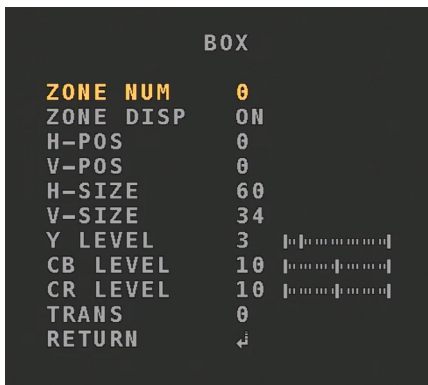 BOX
ZONE NUM 0
ZONE DISP ON
H-POS 0
V-POS 0
H-SIZE 60
V-SIZE 34
Y LEVEL 3
CB LEVEL 10
CR LEVEL 10
TRANS 0
RETURN ↲